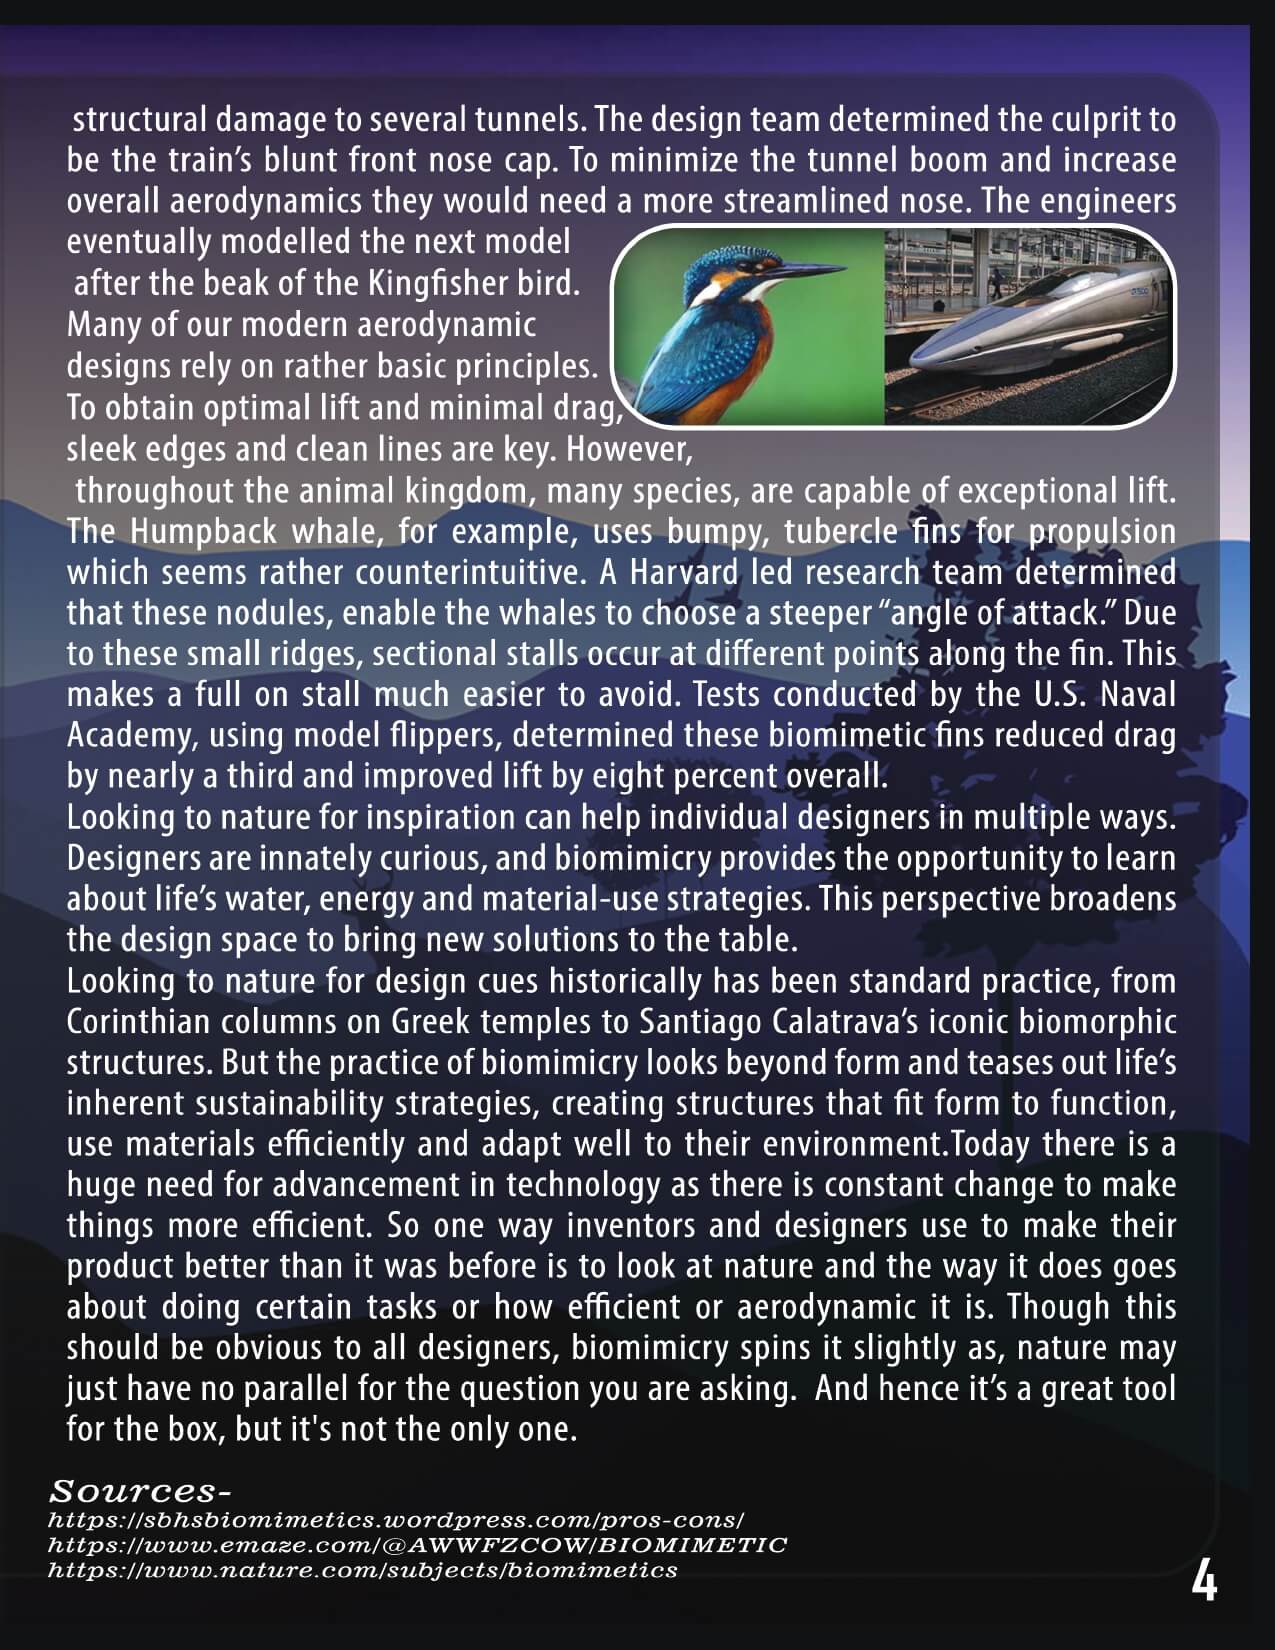 structural damage to several tunnels. The design team determined the culprit to
be the train’s blunt front nose cap. To minimize the tunnel boom and increase
overall aerodynamics they would need a more streamlined nose. The engineers
eventually modelled the next model
after the beak of the Kingfisher bird.
Many of our modern aerodynamic
designs rely on rather basic principles.
To obtain optimal lift and minimal drag,
sleek edges and clean lines are key. However,
throughout the animal kingdom, many species, are capable of exceptional lift.
The Humpback whale, for example, uses bumpy, tubercle fins for propulsion
which seems rather counterintuitive. A Harvard led research team determined
that these nodules, enable the whales to choose a steeper “angle of attack.” Due
to these small ridges, sectional stalls occur at different points along the fin. This
makes a full on stall much easier to avoid. Tests conducted by the U.S. Naval
Academy, using model flippers, determined these biomimetic fins reduced drag
by nearly a third and improved lift by eight percent overall.
Looking to nature for inspiration can help individual designers in multiple ways.
Designers are innately curious, and biomimicry provides the opportunity to learn
about life’s water, energy and material-use strategies. This perspective broadens
the design space to bring new solutions to the table.
Looking to nature for design cues historically has been standard practice, from
Corinthian columns on Greek temples to Santiago Calatrava’s iconic biomorphic
structures. But the practice of biomimicry looks beyond form and teases out life’s
inherent sustainability strategies, creating structures that fit form to function,
use materials efficiently and adapt well to their environment.Today there is a
huge need for advancement in technology as there is constant change to make
things more efficient. So one way inventors and designers use to make their
product better than it was before is to look at nature and the way it does goes
about doing certain tasks or how efficient or aerodynamic it is. Though this
should be obvious to all designers, biomimicry spins it slightly as, nature may
just have no parallel for the question you are asking.  And hence it’s a great tool
for the box, but it's not the only one.
Sources-
https://sbhsbiomimetics.wordpress.com/pros-cons/
https://www.emaze.com/@AWWFZCOW/BIOMIMETIC
https://www.nature.com/subjects/biomimetics
4